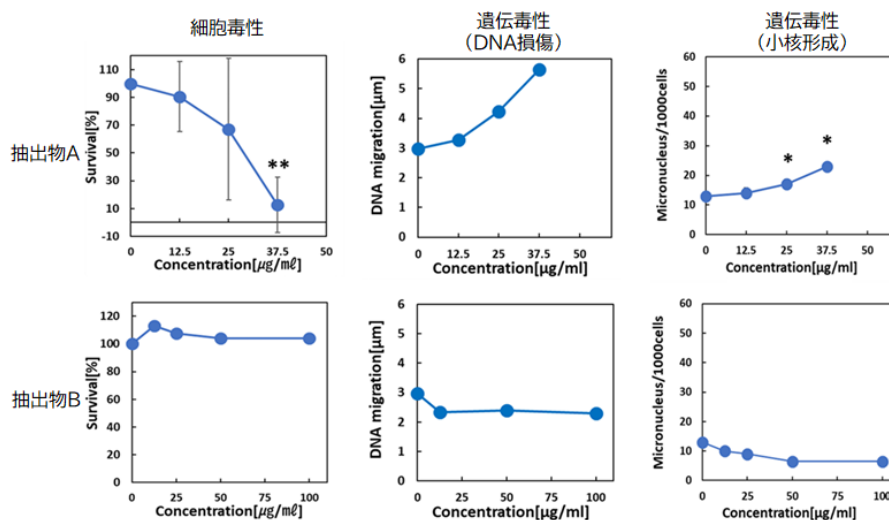 細胞毒性
遺伝毒性
（DNA損傷）
遺伝毒性
（小核形成）
抽出物A
Survival[%]
110
90
70
50
30
10
-10
**
0 12.5 25 37.5 50
Concentration[μg/mℓ]
DNA migration[μm]
6
5
4
3
2
1
0
0 12.5 25 37.5
Concentration[μg/ml]
Micronucleus/1000cells
60
50
40
30
20
10
0
*
*
0 12.5 25 37.5 50
Concentration[μg/ml]
抽出物B
Survival[%]
120
100
80
60
40
20
0
0 25 50 75 100
Concentration[μg/mℓ]
DNA migration[μm]
6
5
4
3
2
1
0
0 50 100
Concentration[μg/ml]
Micronucleus/1000cells
60
50
40
30
20
10
0
0 25 50 75 100
Concentration[μg/ml]